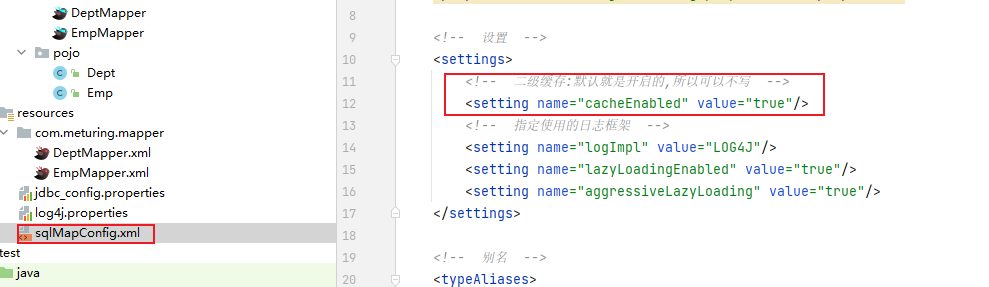 DeptMapper
EmpMapper
pojo
Dept
Emp
resources
com.meturing.mapper
DeptMapper.xml
EmpMapper.xml
jdbc_config.properties
log4j.properties
sqlMapConfig.xml
test
java
8
9 <!-- 设置 -->
10 <settings>
11 <!-- 二级缓存:默认就是开启的,所以可以不写 -->
12 <setting name="cacheEnabled" value="true"/>
13 <!-- 指定使用的日志框架 -->
14 <setting name="logImpl" value="LOG4J"/>
15 <setting name="lazyLoadingEnabled" value="true"/>
16 <setting name="aggressiveLazyLoading" value="true"/>
17 </settings>
18
19 <!-- 别名 -->
20 <typeAliases>